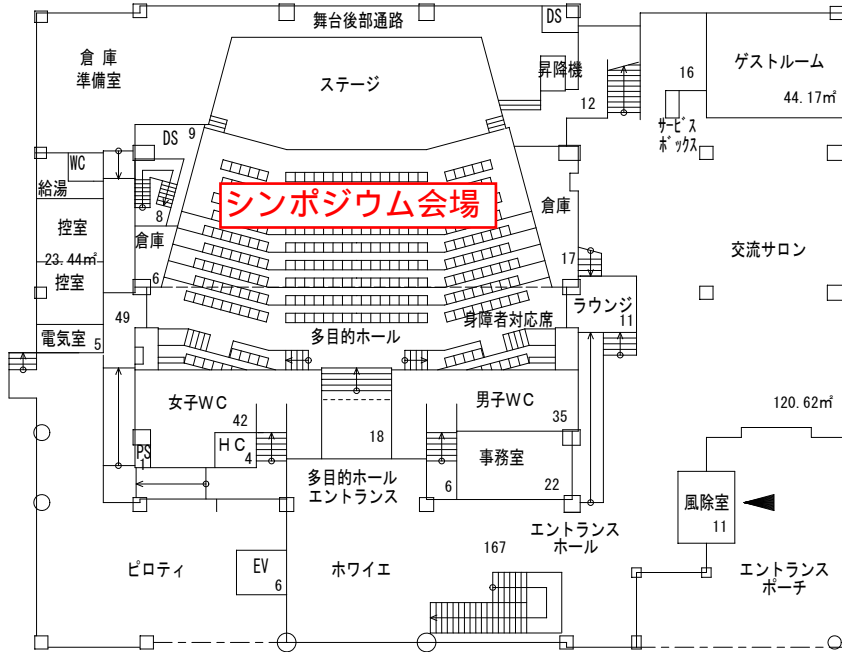 舞台後部通路
DS
倉 庫
準備室
ステージ
昇降機
16
ゲストルーム
44.17㎡
12
サービス
ボックス
DS 9
WC
給湯
シンポジウム会場
8
控室
23.44㎡
控室
倉庫
6
倉庫
17
交流サロン
49
ラウンジ
11
身障者対応席
多目的ホール
電気室
5
女子WC
42
男子WC
35
120.62㎡
HC
4
PS
1
18
事務室
22
6
多目的ホール
エントランス
風除室
11
エントランス
ホール
167
ピロティ
EV
6
ホワイエ
エントランス
ポーチ